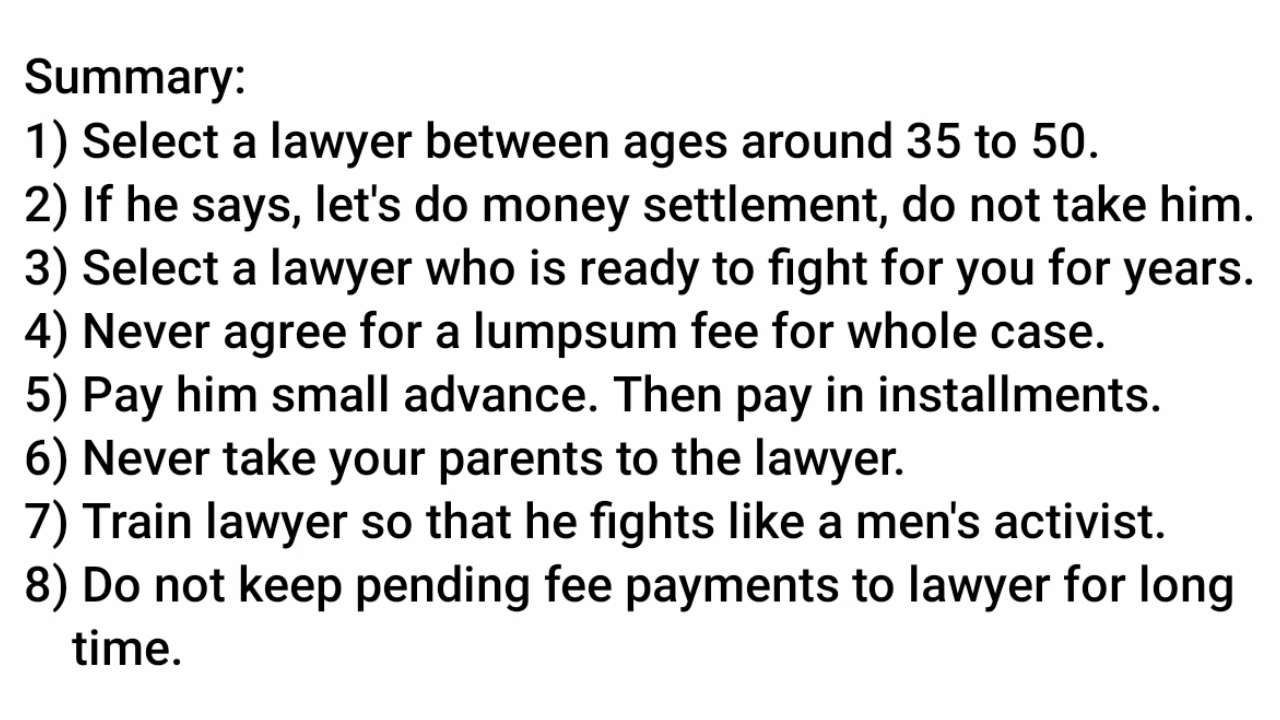 Summary:
1) Select a lawyer between ages around 35 to 50.
2) If he says, let's do money settlement, do not take him.
3) Select a lawyer who is ready to fight for you for years.
4) Never agree for a lumpsum fee for whole case.
5) Pay him small advance. Then pay in installments.
6) Never take your parents to the lawyer.
7) Train lawyer so that he fights like a men's activist.
8) Do not keep pending fee payments to lawyer for long
time.